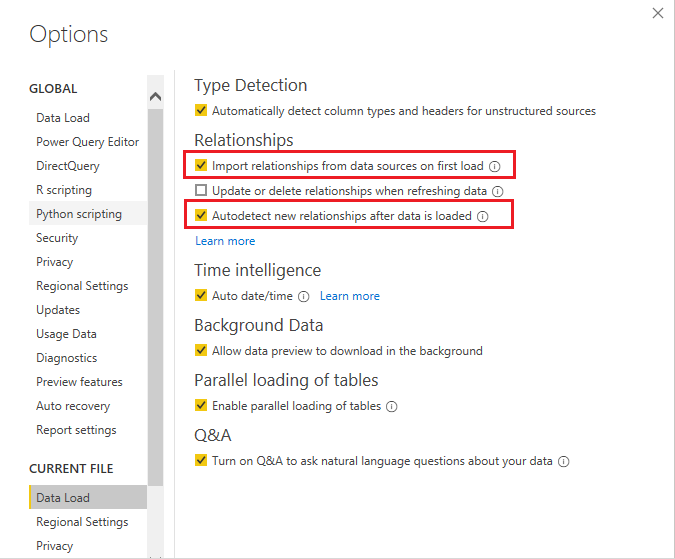 Options
GLOBAL
Data Load
Power Query Editor
DirectQuery
R scripting
Python scripting
Security
Privacy
Regional Settings
Updates
Usage Data
Diagnostics
Preview features
Auto recovery
Report settings
CURRENT FILE
Data Load
Regional Settings
Privacy
Type Detection
Automatically detect column types and headers for unstructured sources
Relationships
Import relationships from data sources on first load
Update or delete relationships when refreshing data
Autodetect new relationships after data is loaded
Learn more
Time intelligence
Auto date/time Learn more
Background Data
Allow data preview to download in the background
Parallel loading of tables
Enable parallel loading of tables
Q&A
Turn on Q&A to ask natural language questions about your data